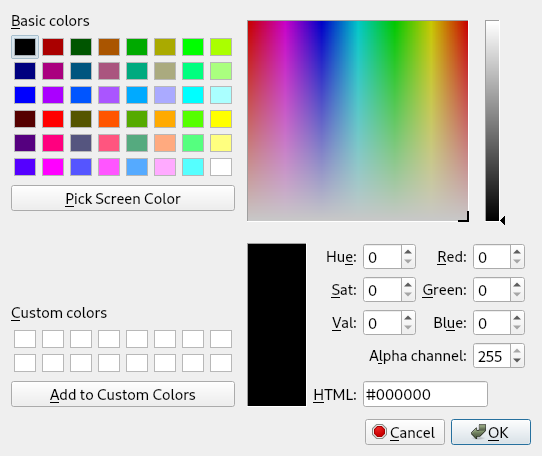 Basic colors
Pick Screen Color
Custom colors
Add to Custom Colors
Hue: 0 Red: 0
Sat: 0 Green: 0
Val: 0 Blue: 0
Alpha channel: 255
HTML: #000000
Cancel OK